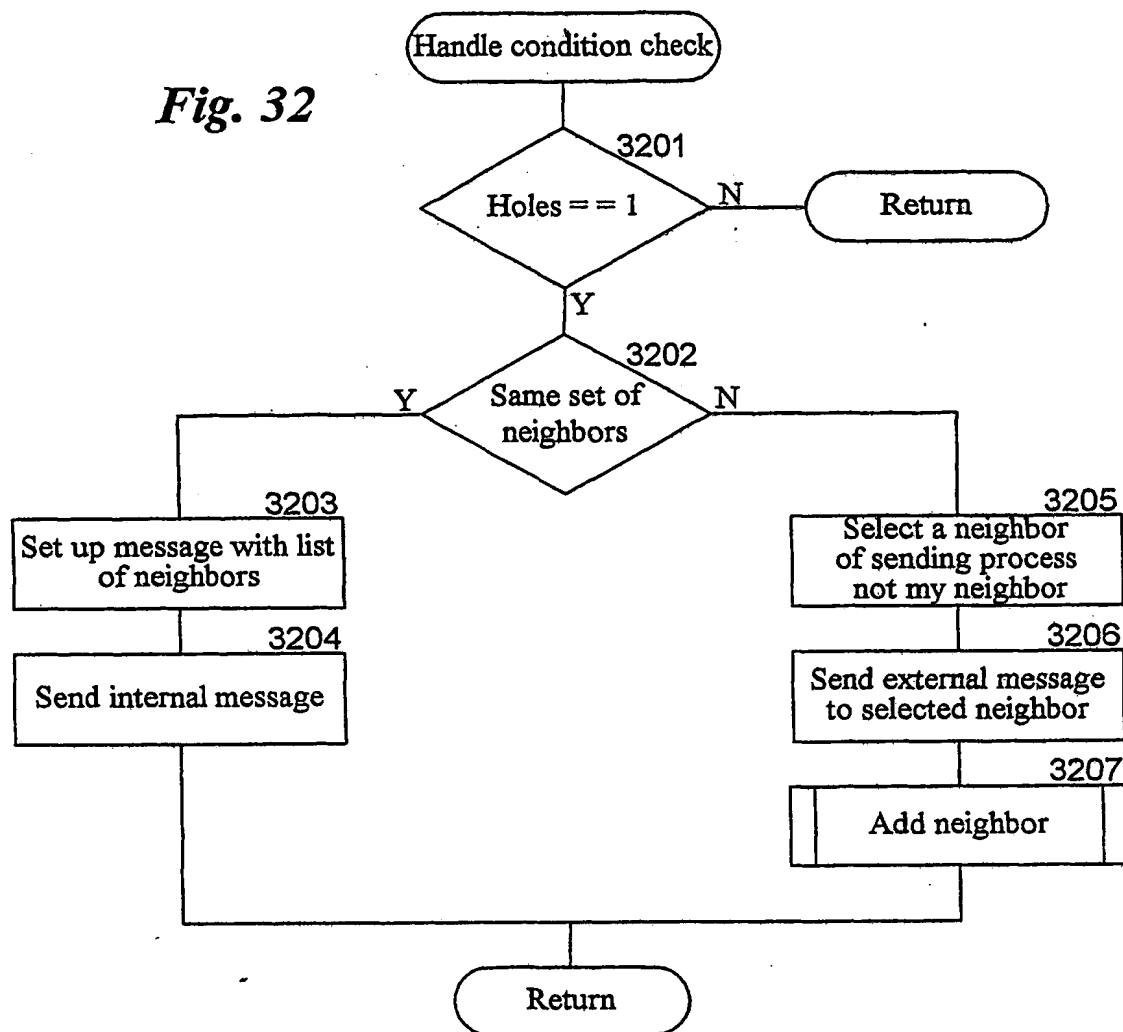 Handle condition check
Fig. 32
3201
Holes = = 1
N
Return
Y
3202
Y
Same set of
neighbors
N
3203
Set up message with list
of neighbors
3204
Send internal message
3205
Select a neighbor
of sending process
not my neighbor
3206
Send external message
to selected neighbor
3207
Add neighbor
Return